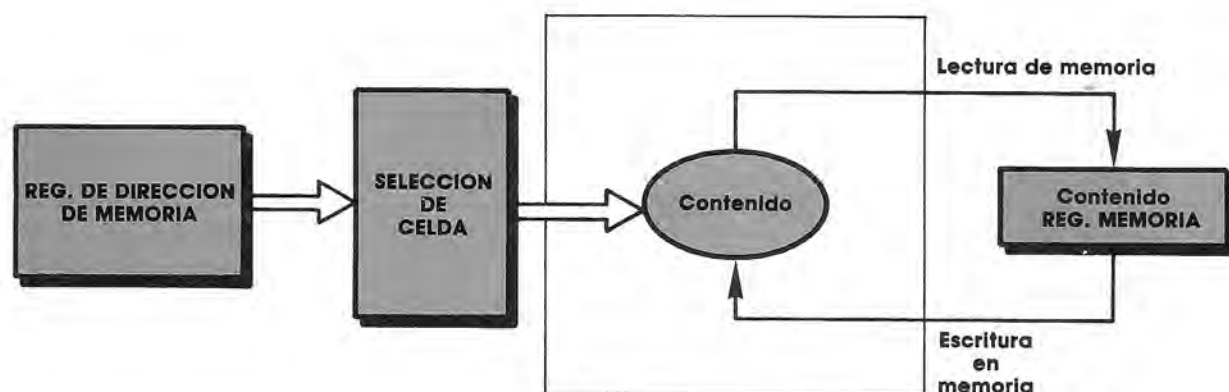 REG. DE DIRECCION
DE MEMORIA
SELECCION
DE
CELDA
Contenido
Lectura de memoria
Contenido
REG. MEMORIA
Escritura
en
memoria